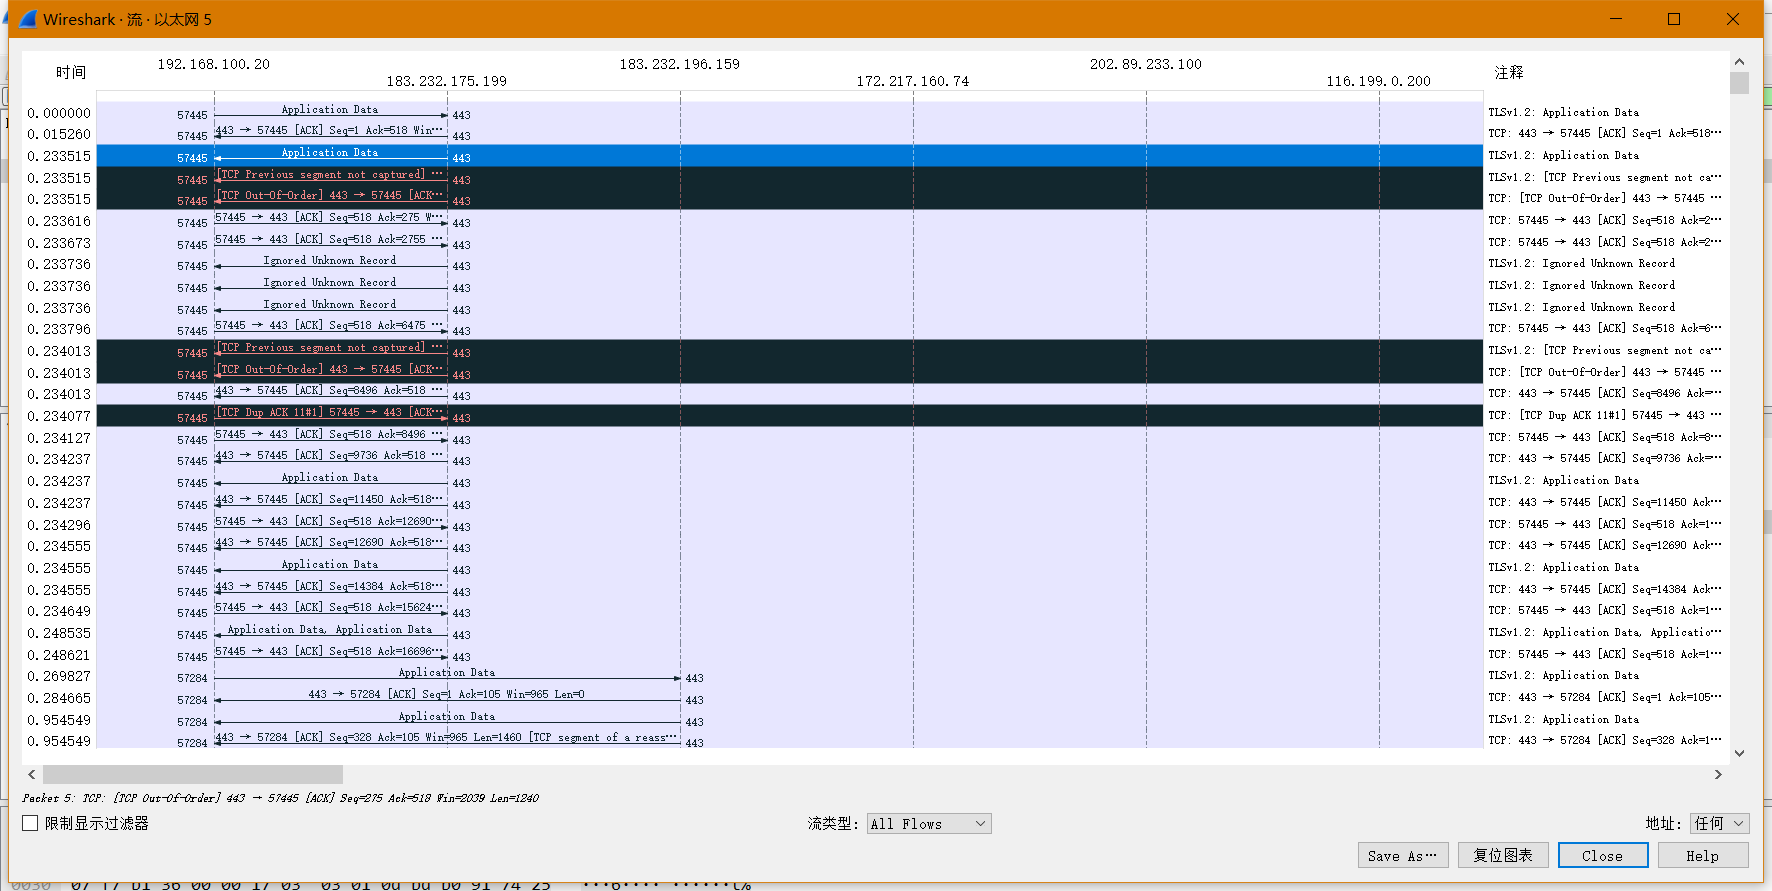 Wireshark · 流 · 以太网 5
时间 192.168.100.20 183.232.175.199 183.232.196.159 172.217.160.74 202.89.233.100 116.199.0.200 注释
0.000000 57445 Application Data 443 TLSv1.2: Application Data
0.015260 57445 443 → 57445 [ACK] Seq=1 Ack=518 Win··· 443 TCP: 443 → 57445 [ACK] Seq=1 Ack=518···
0.233515 57445 Application Data 443 TLSv1.2: Application Data
0.233515 57445 [TCP Previous segment not captured] ··· 443 TLSv1.2: [TCP Previous segment not ca···
0.233515 57445 [TCP Out-Of-Order] 443 → 57445 [ACK··· 443 TCP: [TCP Out-Of-Order] 443 → 57445 ···
0.233616 57445 57445 → 443 [ACK] Seq=518 Ack=275 W··· 443 TCP: 57445 → 443 [ACK] Seq=518 Ack=2···
0.233673 57445 57445 → 443 [ACK] Seq=518 Ack=2755 ··· 443 TCP: 57445 → 443 [ACK] Seq=518 Ack=2···
0.233736 57445 Ignored Unknown Record 443 TLSv1.2: Ignored Unknown Record
0.233736 57445 Ignored Unknown Record 443 TLSv1.2: Ignored Unknown Record
0.233736 57445 Ignored Unknown Record 443 TLSv1.2: Ignored Unknown Record
0.233796 57445 57445 → 443 [ACK] Seq=518 Ack=6475 ··· 443 TCP: 57445 → 443 [ACK] Seq=518 Ack=6···
0.234013 57445 [TCP Previous segment not captured] ··· 443 TLSv1.2: [TCP Previous segment not ca···
0.234013 57445 [TCP Out-Of-Order] 443 → 57445 [ACK··· 443 TCP: [TCP Out-Of-Order] 443 → 57445 ···
0.234013 57445 443 → 57445 [ACK] Seq=8496 Ack=518 ··· 443 TCP: 443 → 57445 [ACK] Seq=8496 Ack=···
0.234077 57445 [TCP Dup ACK 11#1] 57445 → 443 [ACK··· 443 TCP: [TCP Dup ACK 11#1] 57445 → 443 ···
0.234127 57445 57445 → 443 [ACK] Seq=518 Ack=8496 ··· 443 TCP: 57445 → 443 [ACK] Seq=518 Ack=8···
0.234237 57445 443 → 57445 [ACK] Seq=9736 Ack=518 ··· 443 TCP: 443 → 57445 [ACK] Seq=9736 Ack=···
0.234237 57445 Application Data 443 TLSv1.2: Application Data
0.234237 57445 443 → 57445 [ACK] Seq=11450 Ack=518··· 443 TCP: 443 → 57445 [ACK] Seq=11450 Ack···
0.234296 57445 57445 → 443 [ACK] Seq=518 Ack=12690··· 443 TCP: 57445 → 443 [ACK] Seq=518 Ack=1···
0.234555 57445 443 → 57445 [ACK] Seq=12690 Ack=518··· 443 TCP: 443 → 57445 [ACK] Seq=12690 Ack···
0.234555 57445 Application Data 443 TLSv1.2: Application Data
0.234555 57445 443 → 57445 [ACK] Seq=14384 Ack=518··· 443 TCP: 443 → 57445 [ACK] Seq=14384 Ack···
0.234649 57445 57445 → 443 [ACK] Seq=518 Ack=15624··· 443 TCP: 57445 → 443 [ACK] Seq=518 Ack=1···
0.248535 57445 Application Data, Application Data 443 TLSv1.2: Application Data, Applicatio···
0.248621 57445 57445 → 443 [ACK] Seq=518 Ack=16696··· 443 TCP: 57445 → 443 [ACK] Seq=518 Ack=1···
0.269827 57284 Application Data 443 TLSv1.2: Application Data
0.284665 57284 443 → 57284 [ACK] Seq=1 Ack=105 Win=965 Len=0 443 TCP: 443 → 57284 [ACK] Seq=1 Ack=105···
0.954549 57284 Application Data 443 TLSv1.2: Application Data
0.954549 57284 443 → 57284 [ACK] Seq=328 Ack=105 Win=965 Len=1460 [TCP segment of a reass··· 443 TCP: 443 → 57284 [ACK] Seq=328 Ack=1···
Packet 5: TCP: [TCP Out-Of-Order] 443 → 57445 [ACK] Seq=275 Ack=518 Win=2039 Len=1240
限制显示过滤器 流类型: All Flows 地址: 任何
Save As··· 复位图表 Close Help